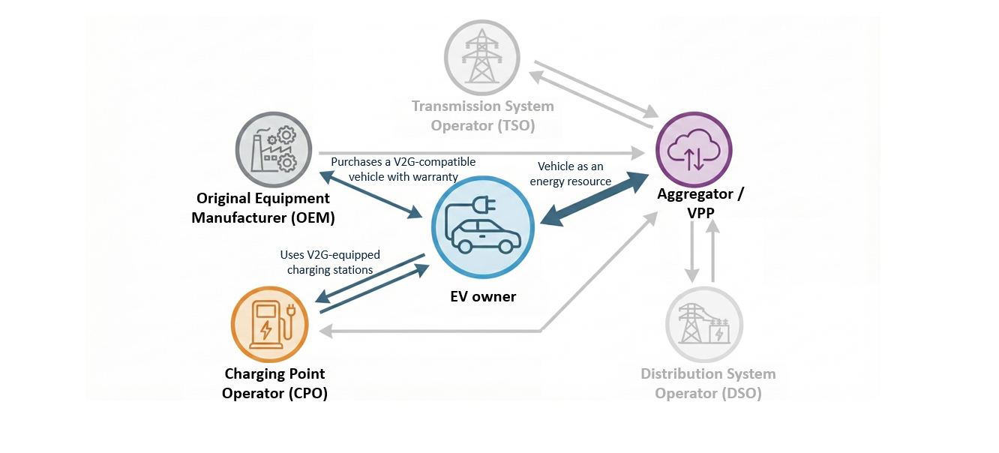 Transmission System
Operator (TSO)
Purchases a V2G-compatible
vehicle with warranty
Vehicle as an
energy resource
Original Equipment
Manufacturer (OEM)
Aggregator /
VPP
Uses V2G-equipped
charging stations
EV owner
Charging Point
Operator (CPO)
Distribution System
Operator (DSO)